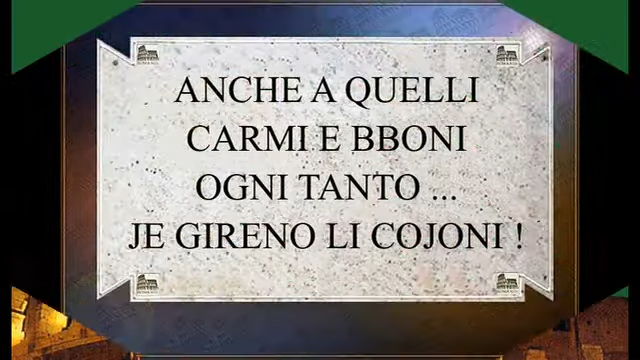 ANCHE A QUELLI
CARMI E BBONI
OGNI TANTO ...
JE GIRENO LI COJONI !